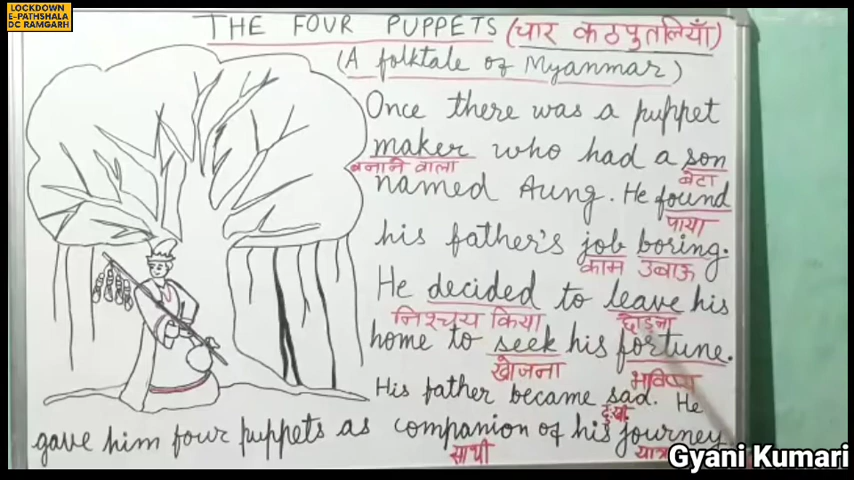 LOCKDOWN
E-PATHSHALA
DC RAMGARH
THE FOUR PUPPETS (चार कठपुतलियाँ)
(A folktale of Myanmar)
Once there was a puppet
maker who had a son
बनाने वाला बेटा
named Aung. He found
पाया
his father's job boring.
काम उबाऊ
He decided to leave his
निश्चय किया छोड़ना
home to seek his fortune.
खोजना भविष्य
His father became sad. He
दुःखी
gave him four puppets as companion of his journey
साथी
Gyani Kumari